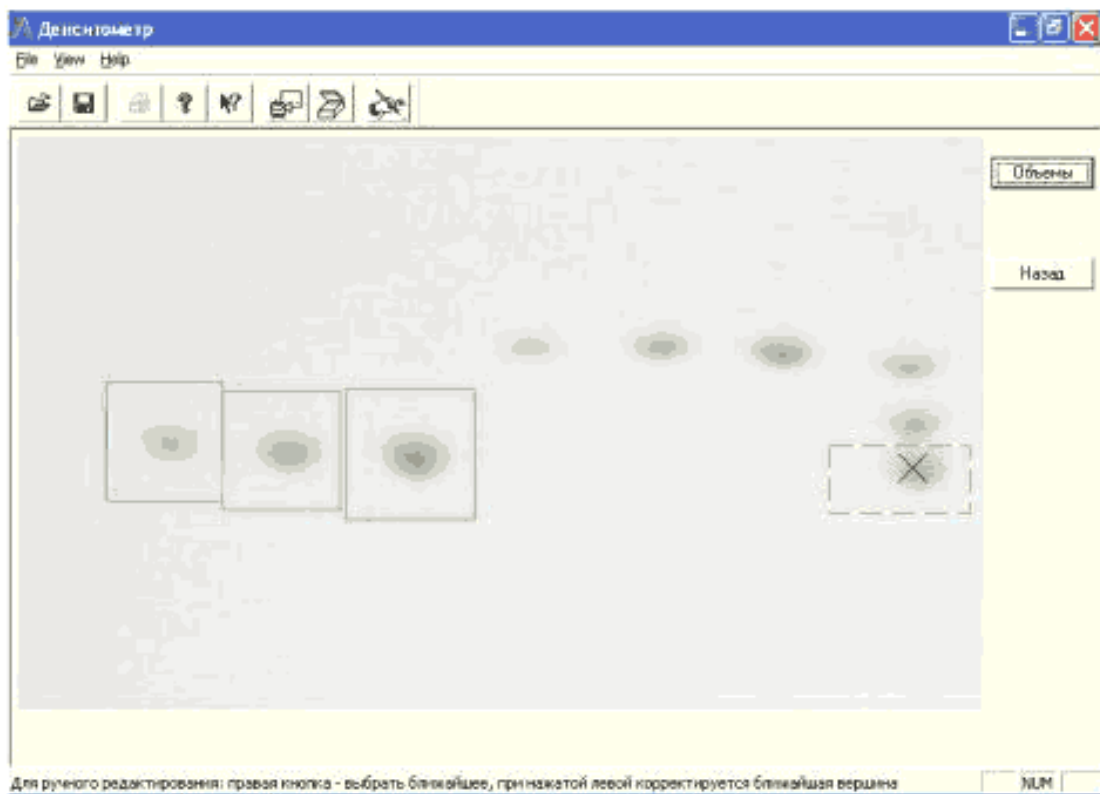 Денситометр
File View Help
Объемы
Назад
Для ручного редактирования: правая кнопка - выбрать ближайшее, при нажатой левой корректируется ближайшая вершина
NUM